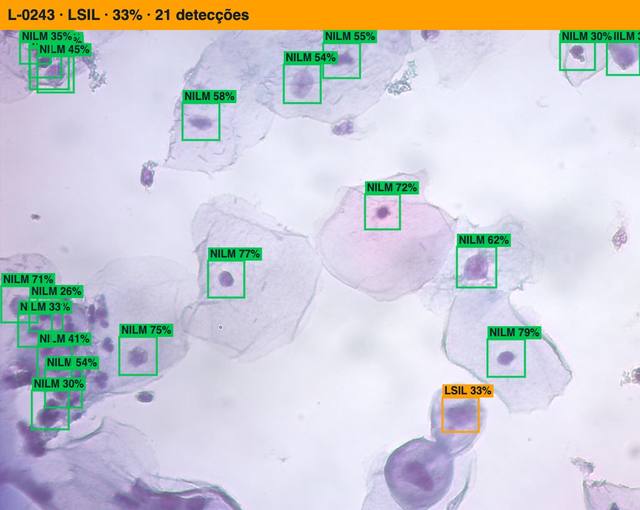 L-0243 · LSIL · 33% · 21 detecções
NILM 35%
NILM 45%
NILM 55%
NILM 54%
NILM 30%
NILM 58%
NILM 72%
NILM 62%
NILM 77%
NILM 71%
NILM 26%
NILM 33%
NILM 75%
NILM 79%
NILM 41%
NILM 54%
NILM 30%
LSIL 33%